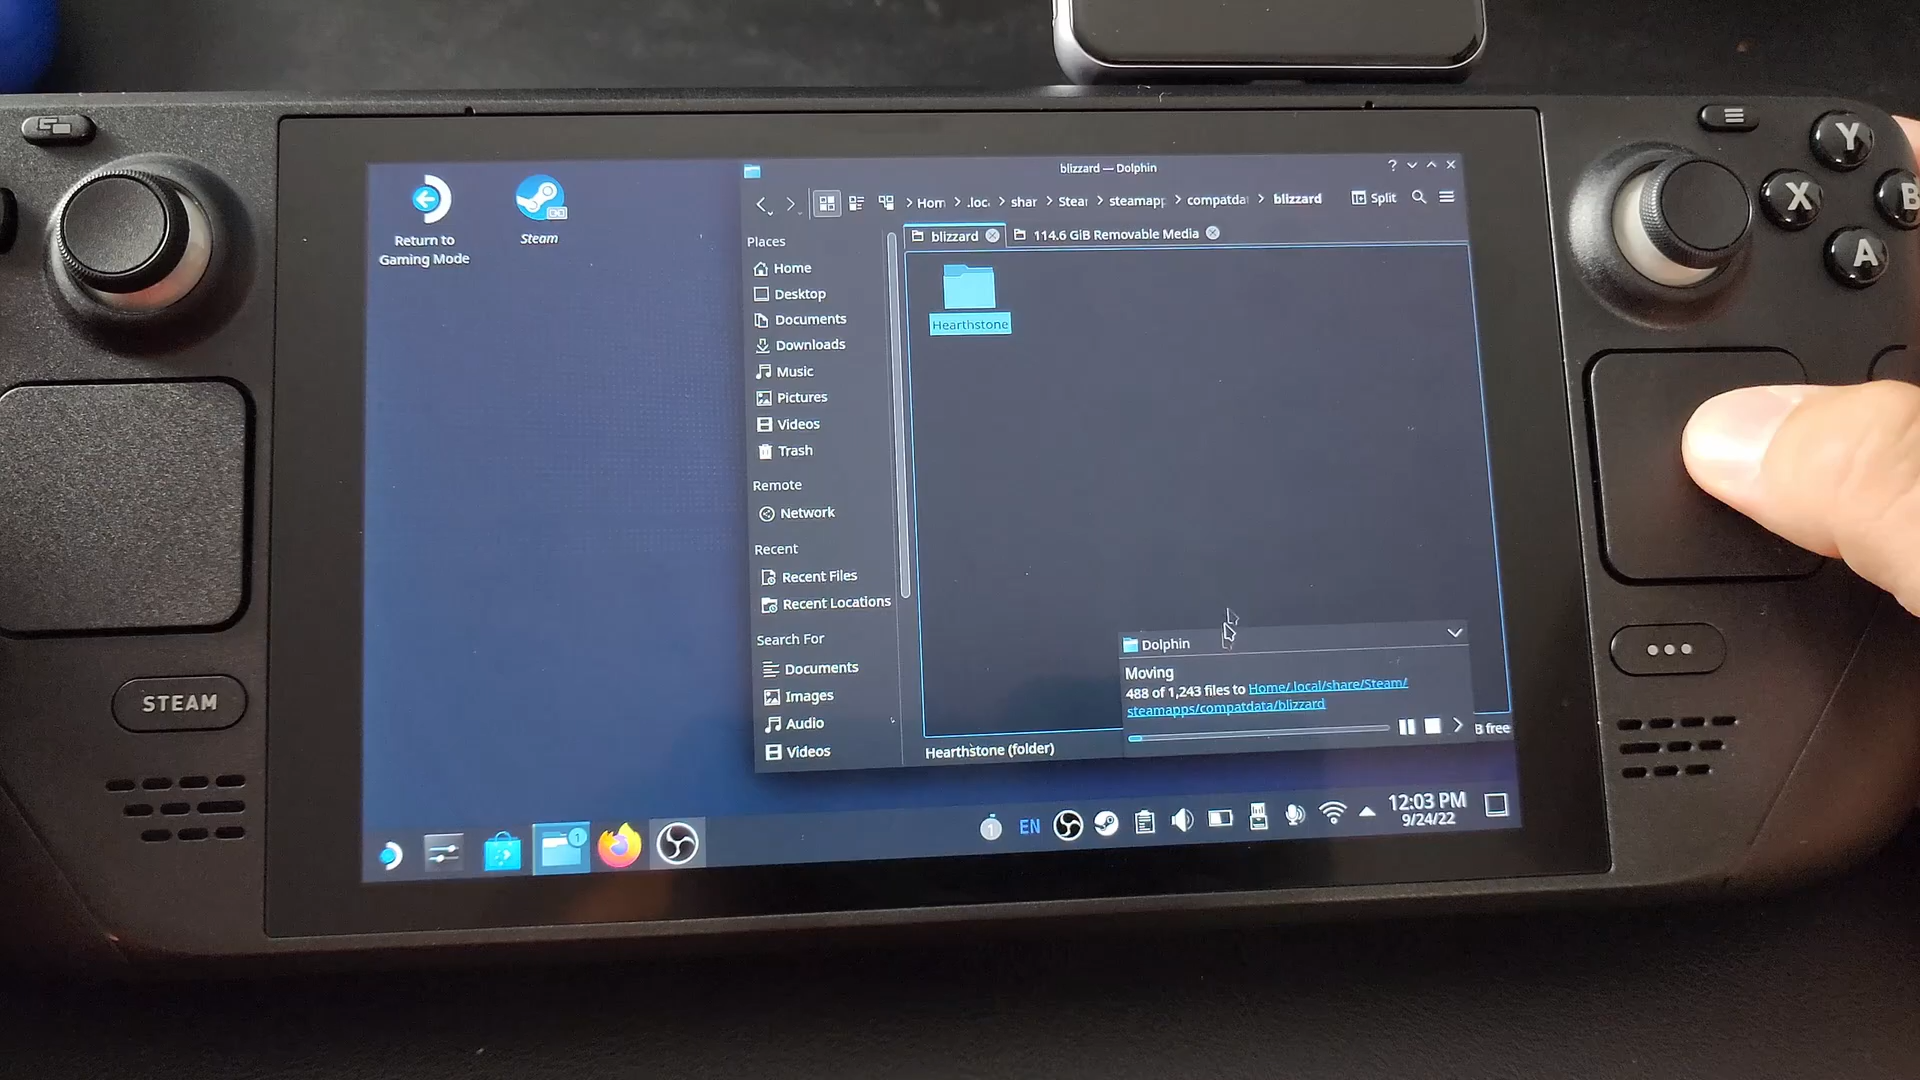 Y
X
B
A
STEAM
Return to
Gaming Mode
Steam
blizzard — Dolphin
?
> Hom > .loc > shar > Stear > steamapp > compatdat > blizzard
Split
blizzard
114.6 GiB Removable Media
Places
Home
Desktop
Documents
Downloads
Music
Pictures
Videos
Trash
Remote
Network
Recent
Recent Files
Recent Locations
Search For
Documents
Images
Audio
Videos
Hearthstone
Dolphin
Moving
488 of 1,243 files to Home/.local/share/Steam/
steamapps/compatdata/blizzard
Hearthstone (folder)
B free
1
1
EN
12:03 PM
9/24/22